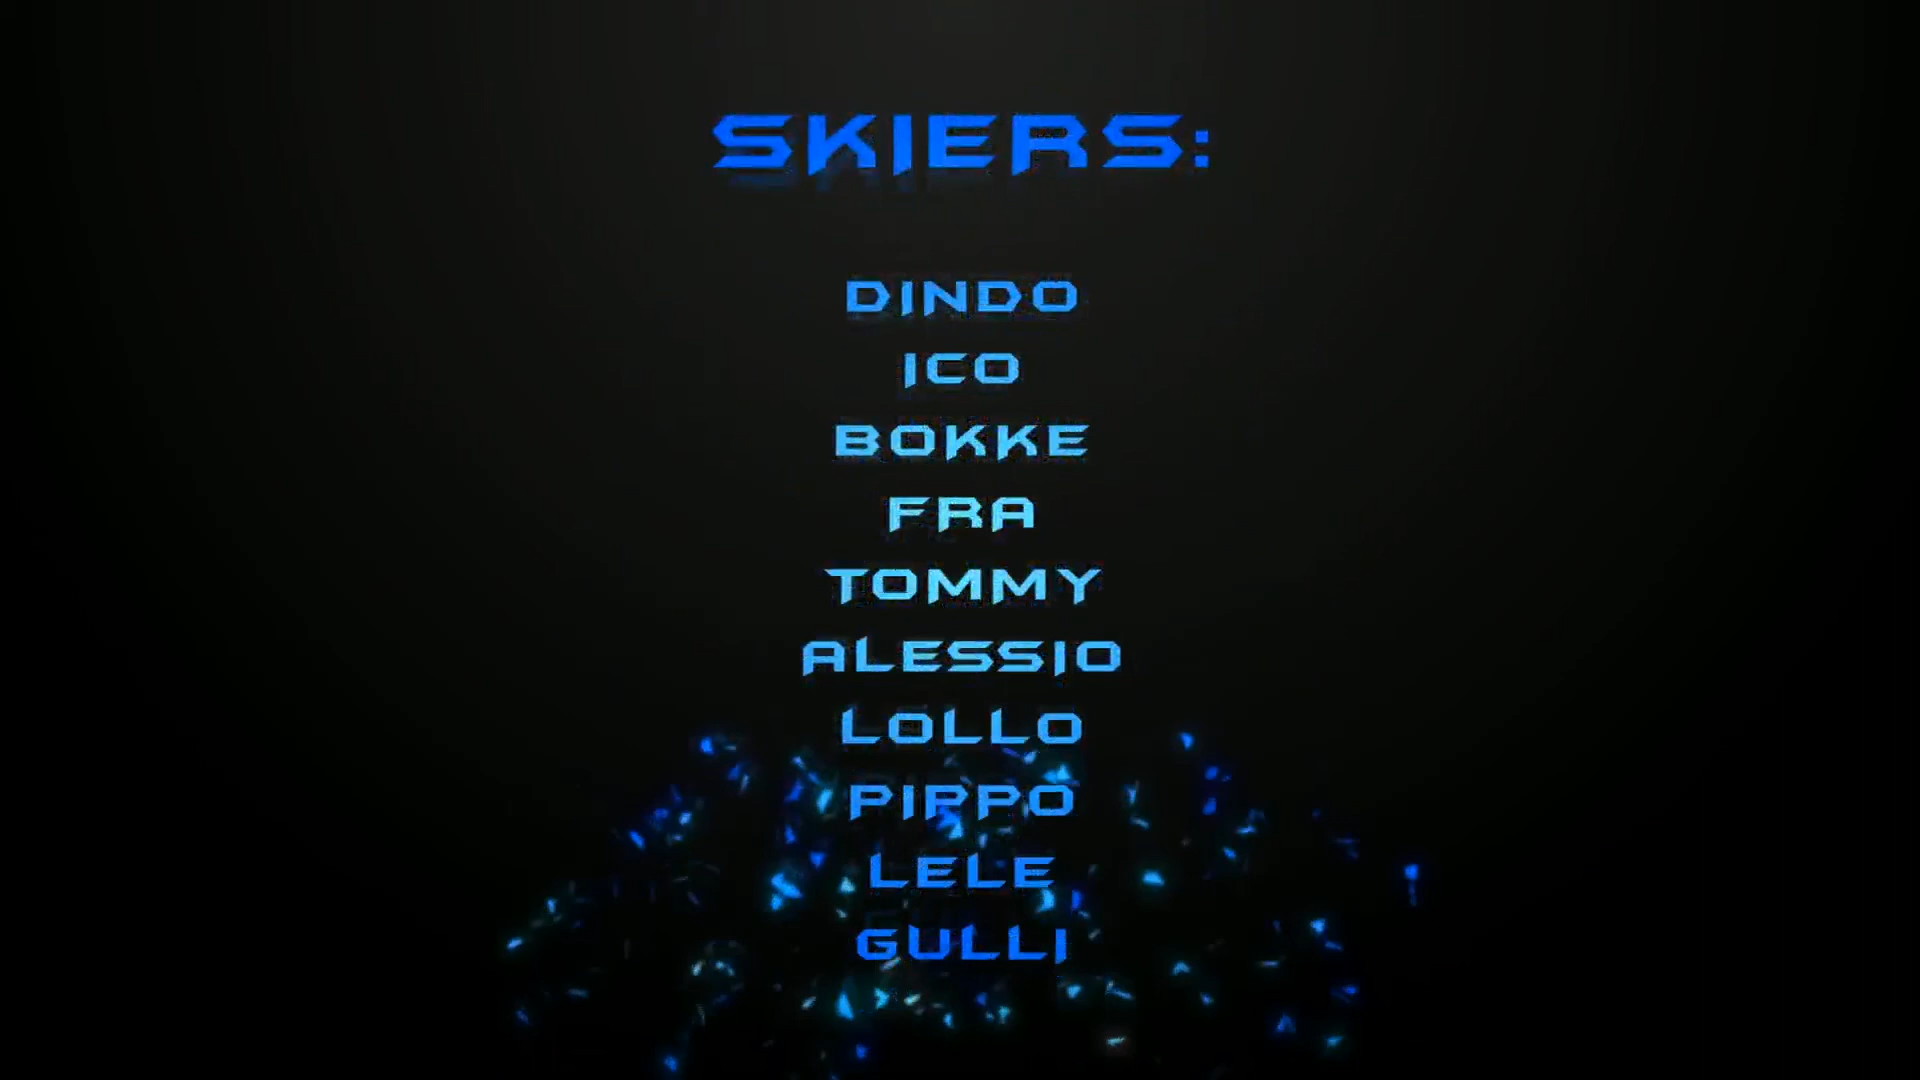 SKIERS:
DINDO
ICO
BOKKE
FRA
TOMMY
ALESSIO
LOLLO
PIPPO
LELE
GULLI